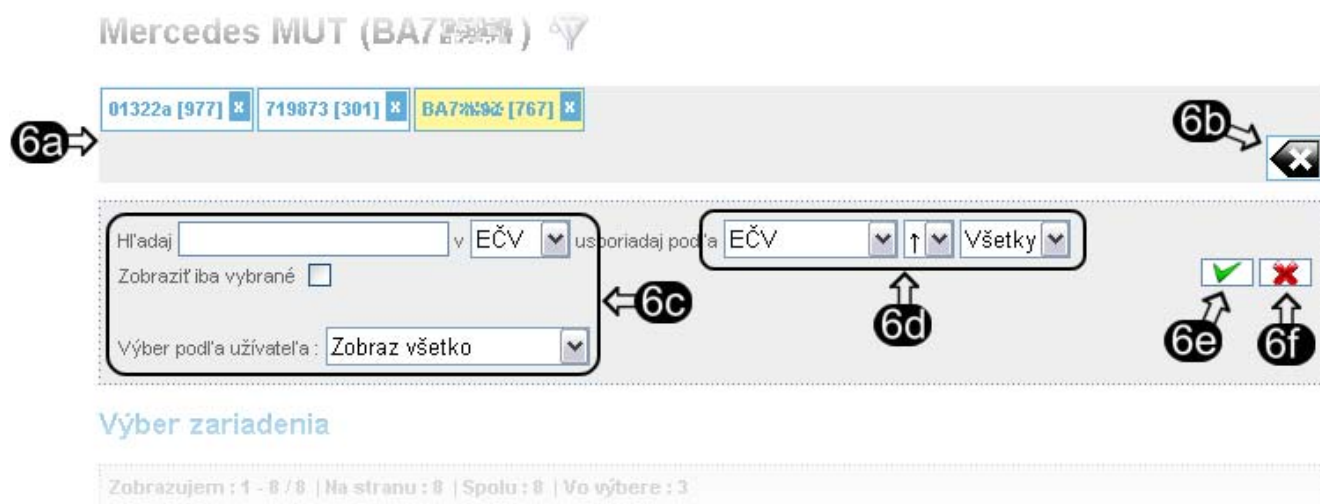 Mercedes MUT
01322a [977] x 719873 [301] x [767] x
6a
6b
Hľadaj v EČV usporiadaj podľa EČV ↑ Všetky
Zobraziť iba vybrané
6c
6d
6e
6f
Výber podľa užívateľa : Zobraz všetko
Výber zariadenia
Zobrazujem : 1 - 8 / 8 | Na stranu : 8 | Spolu : 8 | Vo výbere : 3